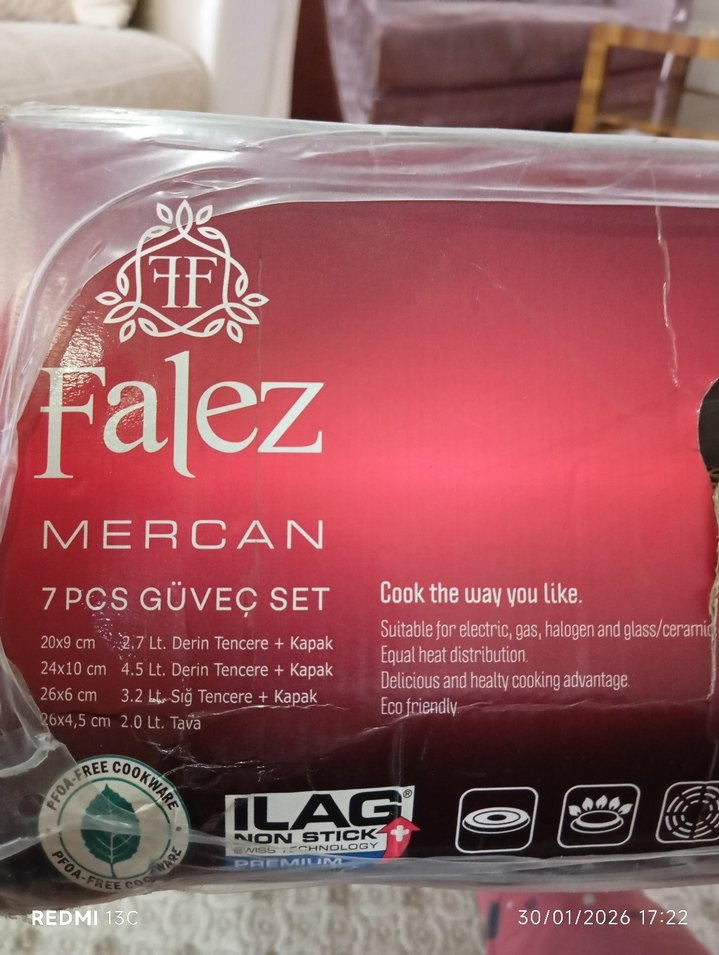 FF
Falez
MERCAN
7 PCS GÜVEÇ SET
20x9 cm 2.7 Lt. Derin Tencere + Kapak
24x10 cm 4.5 Lt. Derin Tencere + Kapak
26x6 cm 3.2 Lt. Sığ Tencere + Kapak
26x4,5 cm 2.0 Lt. Tava
Cook the way you like.
Suitable for electric, gas, halogen and glass/ceramic
Equal heat distribution.
Delicious and healty cooking advantage.
Eco friendly.
PFOA-FREE COOKWARE
PFOA-FREE COOKWARE
ILAG®
NON STICK
SWISS TECHNOLOGY
PREMIUM
REDMI 13C
30/01/2026 17:22